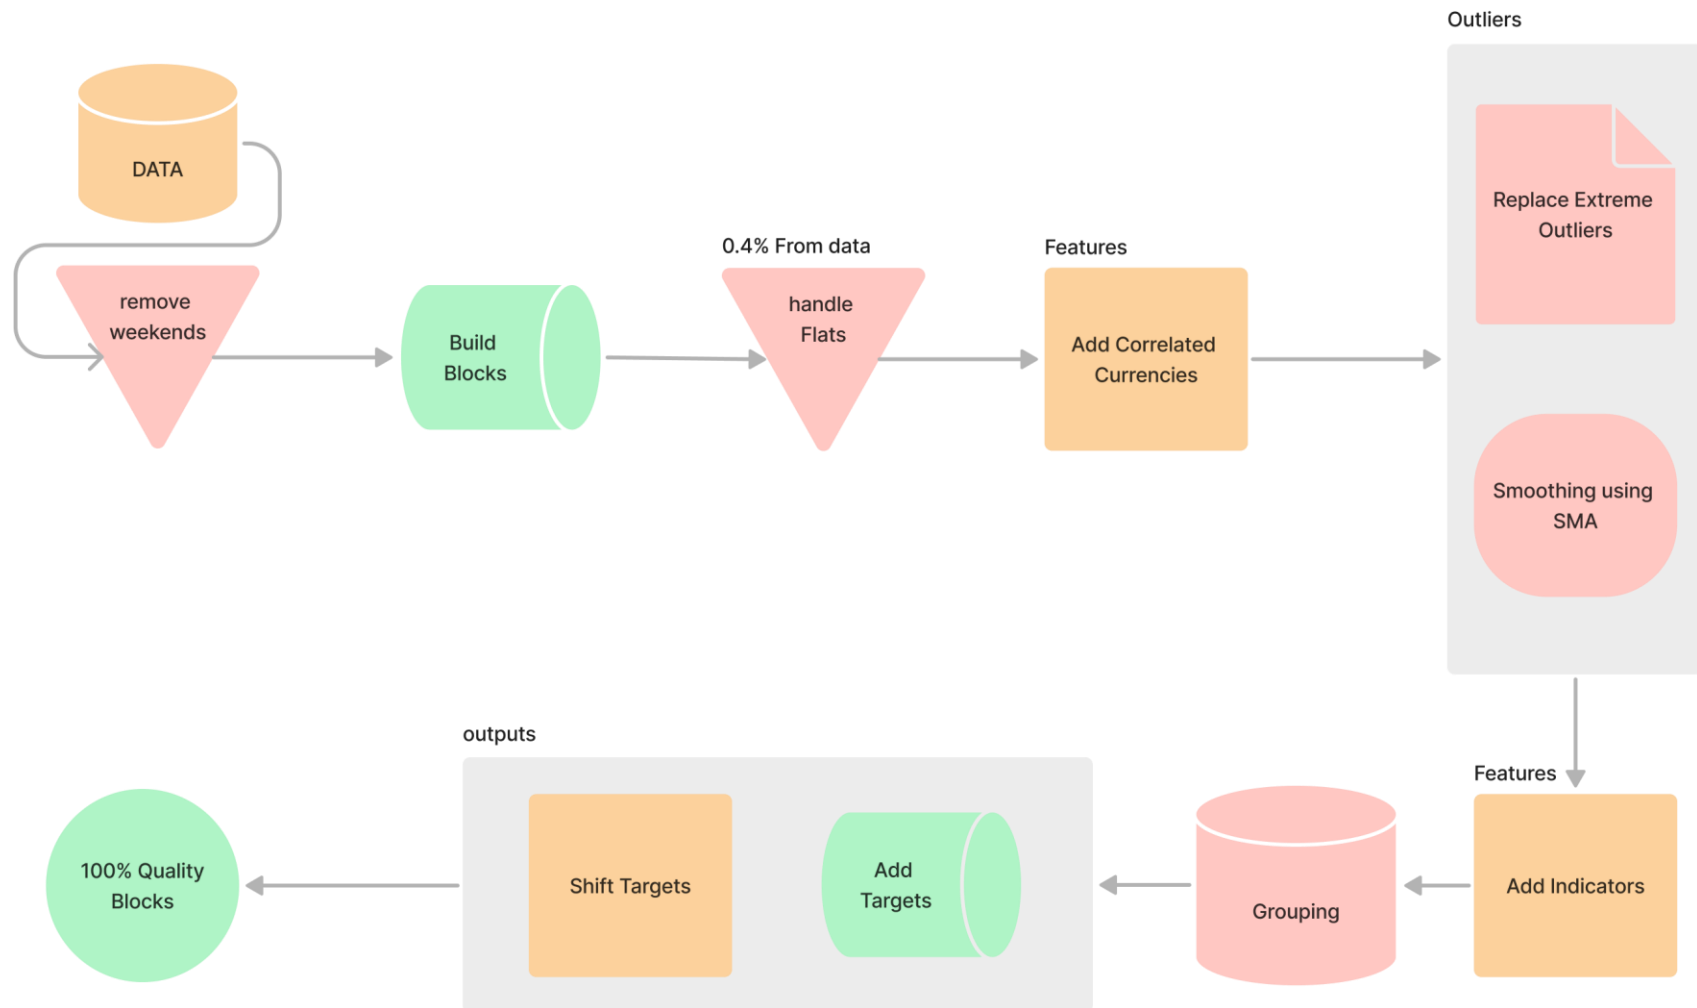 Outliers
DATA
Replace Extreme
Outliers
0.4% From data
Features
remove
weekends
handle
Flats
Build
Blocks
Add Correlated
Currencies
Smoothing using
SMA
outputs
Features
100% Quality
Blocks
Shift Targets
Add
Targets
Grouping
Add Indicators